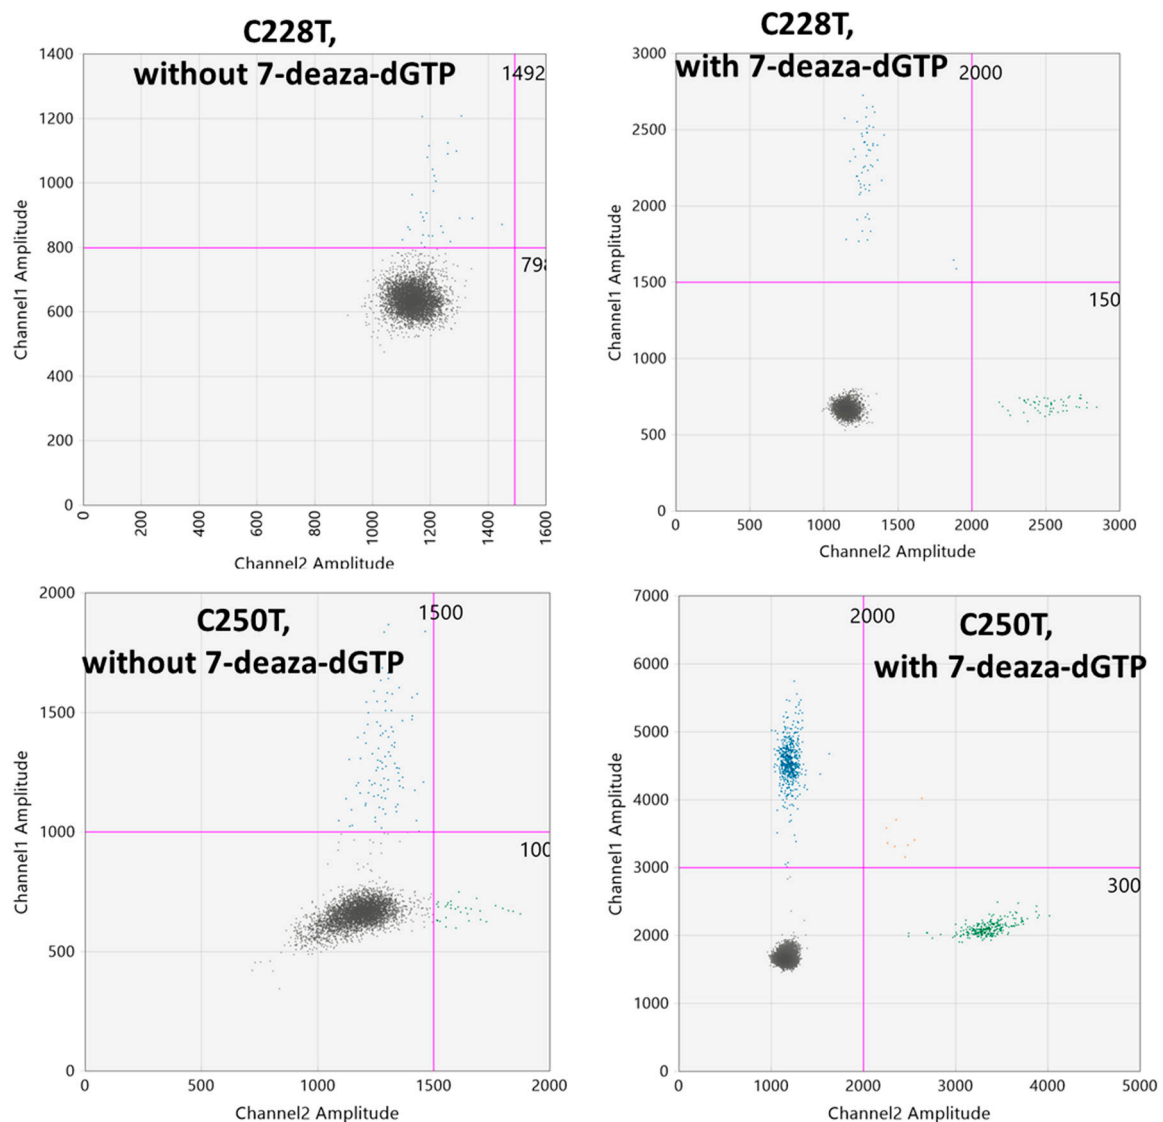 C228T,
without 7-deaza-dGTP
1492
798
1400
1200
1000
800
600
400
200
0
Channel1 Amplitude
0 200 400 600 800 1000 1200 1400 1600
Channel2 Amplitude
C228T,
with 7-deaza-dGTP
2000
150
3000
2500
2000
1500
1000
500
0
Channel1 Amplitude
0 500 1000 1500 2000 2500 3000
Channel2 Amplitude
C250T,
without 7-deaza-dGTP
1500
100
2000
1500
1000
500
0
Channel1 Amplitude
0 500 1000 1500 2000
Channel2 Amplitude
2000
C250T,
with 7-deaza-dGTP
300
7000
6000
5000
4000
3000
2000
1000
0
Channel1 Amplitude
0 1000 2000 3000 4000 5000
Channel2 Amplitude